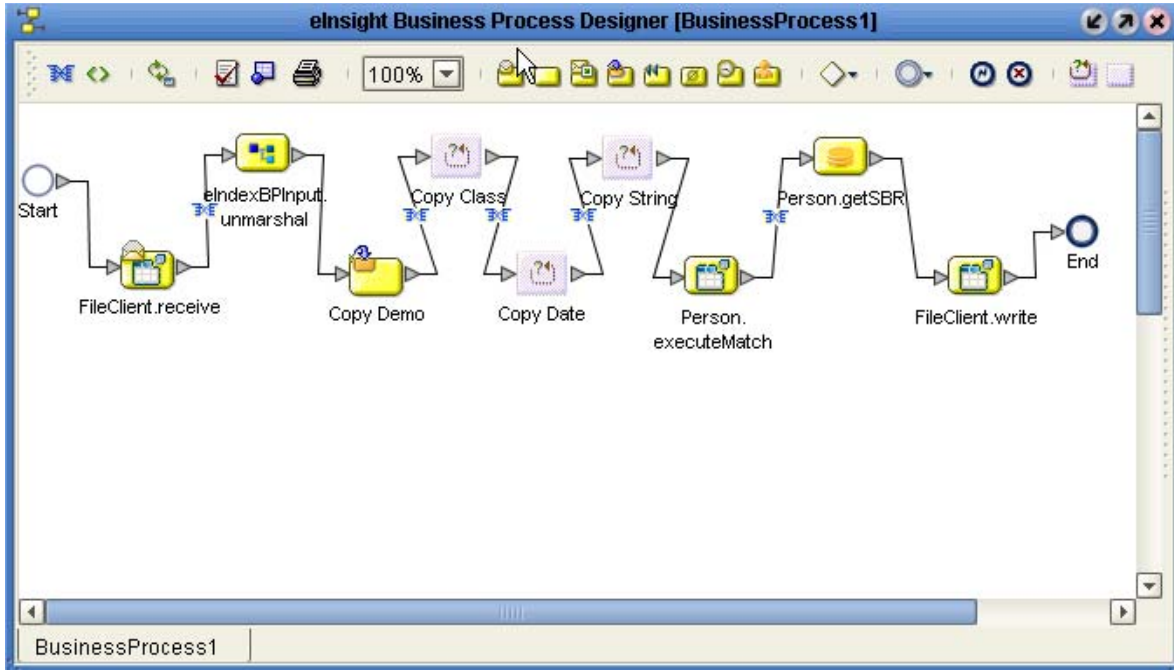 eInsight Business Process Designer [BusinessProcess1]
100%
Start
FileClient.receive
eIndexBPInput.
unmarshal
Copy Demo
Copy Class
Copy Date
Copy String
Person.
executeMatch
Person.getSBR
FileClient.write
End
BusinessProcess1